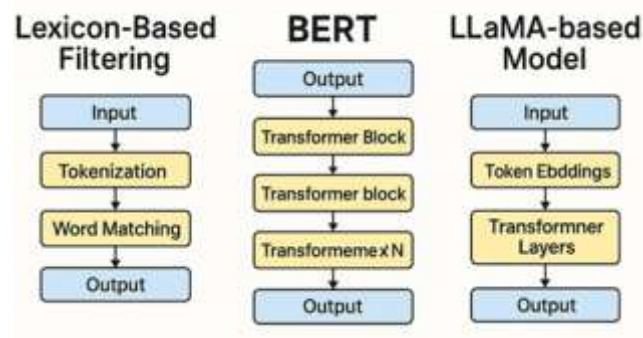 Lexicon-Based
Filtering
Input
Tokenization
Word Matching
Output
BERT
Output
Transformer Block
Transformer block
TransformemexN
Output
LLaMA-based
Model
Input
Token Ebddings
Transformner
Layers
Output